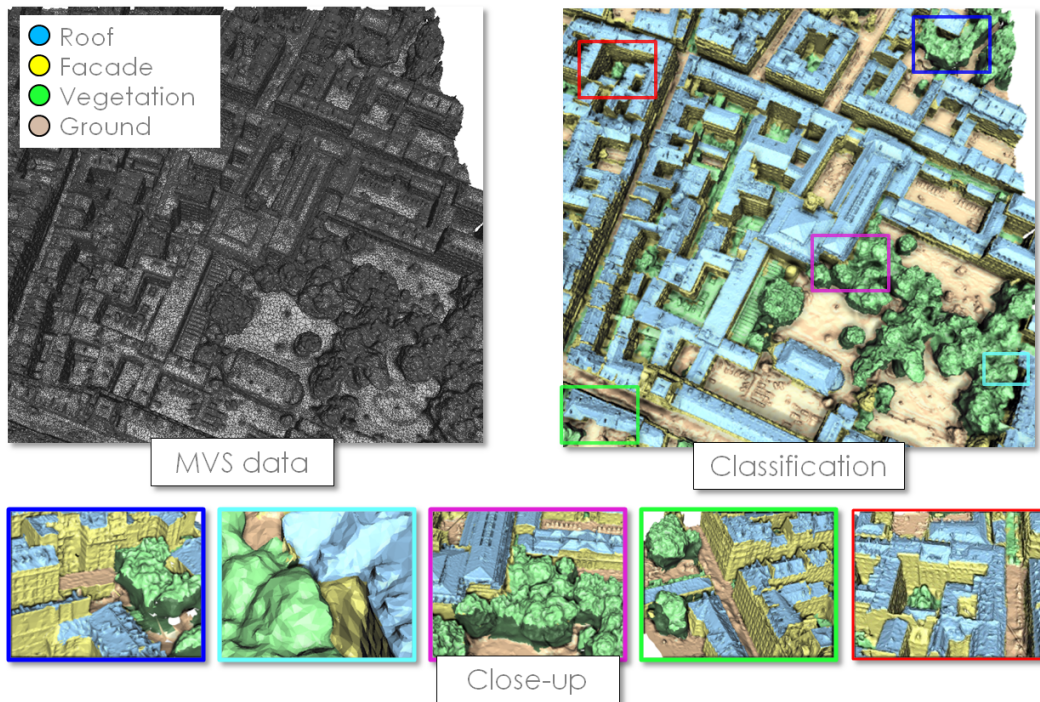 Roof
Facade
Vegetation
Ground
MVS data
Classification
Close-up